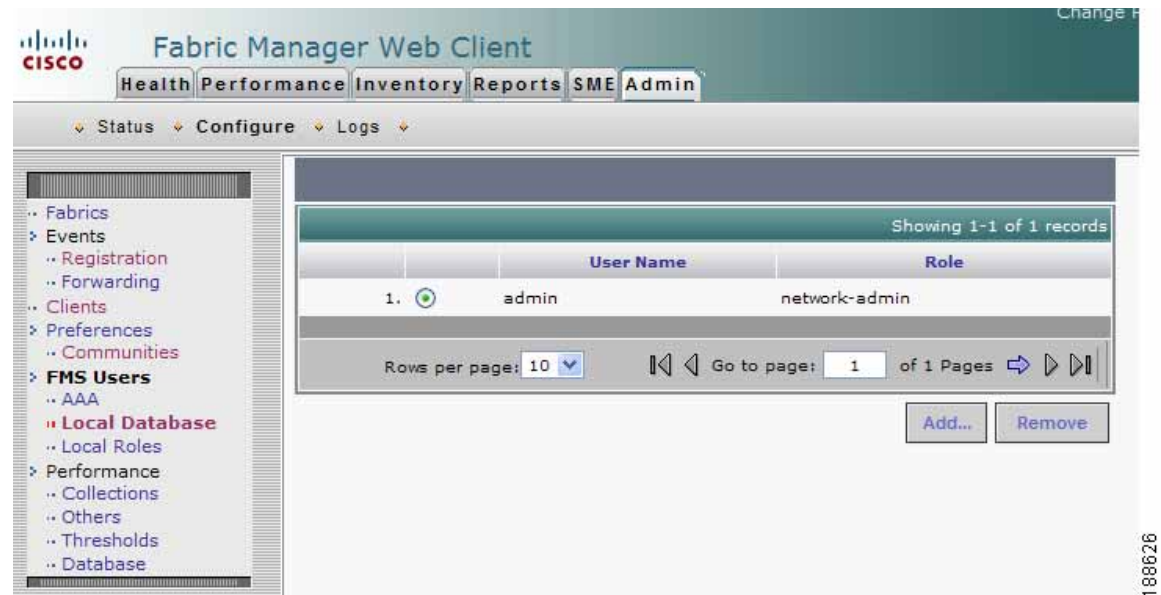 Change
CISCO
Fabric Manager Web Client
Health Performance Inventory Reports SME Admin
Status Configure Logs
Fabrics
Events
Registration
Forwarding
Clients
Preferences
Communities
FMS Users
AAA
Local Database
Local Roles
Performance
Collections
Others
Thresholds
Database
Showing 1-1 of 1 records
User Name Role
1. admin network-admin
Rows per page: 10 Go to page: 1 of 1 Pages
Add... Remove
188626